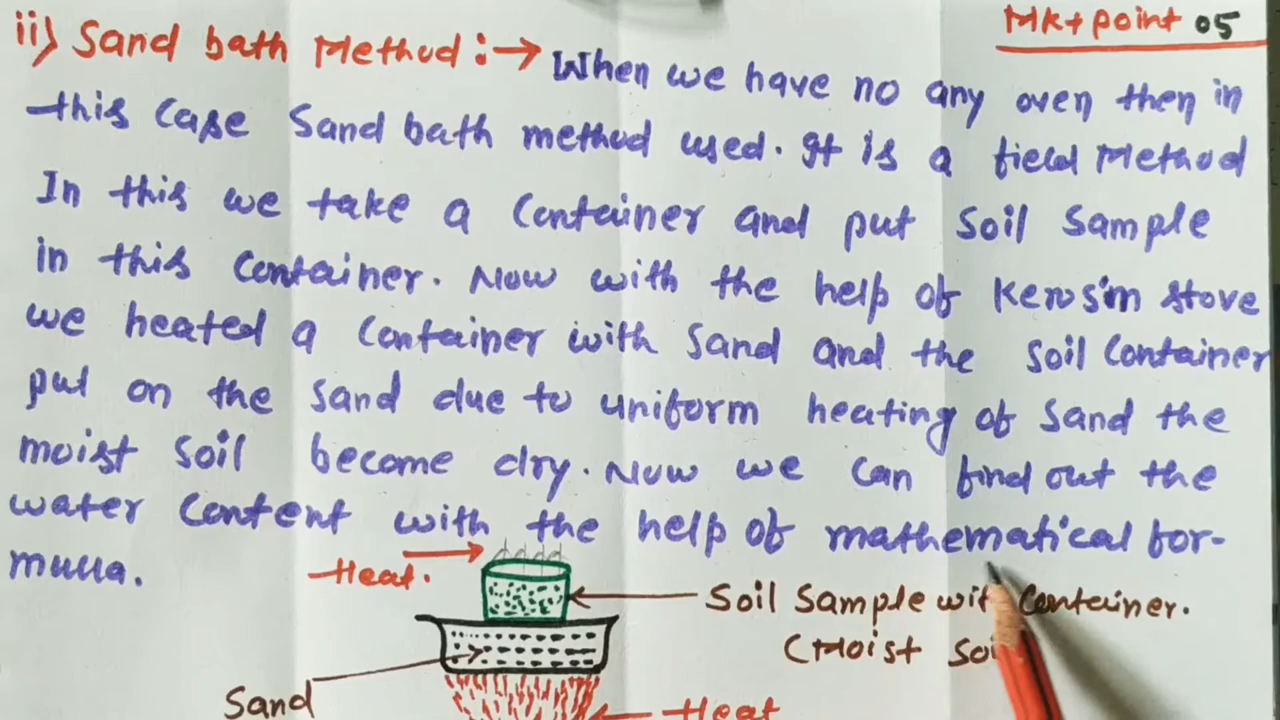 Mk+point 05
ii) Sand bath Method:→ When we have no any oven then in
this case Sand bath method used. It is a field Method
In this we take a Container and put Soil Sample
in this Container. Now with the help of Kerosim stove
we heated a Container with Sand and the Soil Container
put on the Sand due to uniform heating of Sand the
moist Soil become dry. Now we can find out the
water Content with the help of mathematical for-
mulla.
Heat.
Soil Sample with Container.
(Moist Soi
Sand
Heat